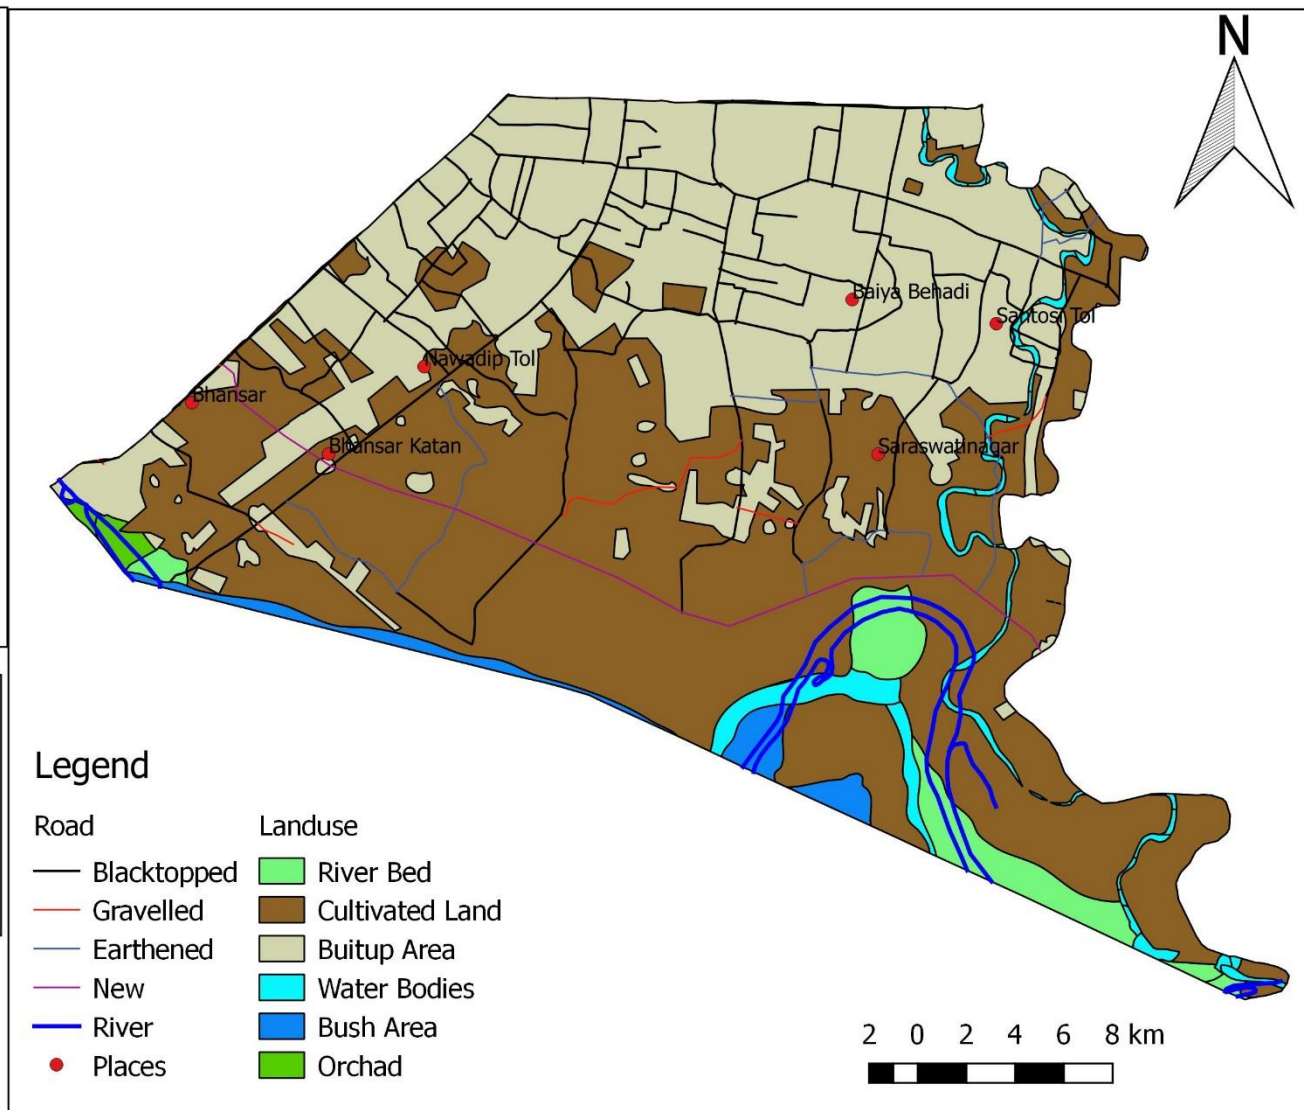 N
Baiya Behadi
Santosi Tol
Nawadip Tol
Bhansar
Bhansar Katan
Saraswatinagar
Legend
Road
Blacktopped
Gravelled
Earthened
New
River
Places
Landuse
River Bed
Cultivated Land
Buitup Area
Water Bodies
Bush Area
Orchad
2 0 2 4 6 8 km